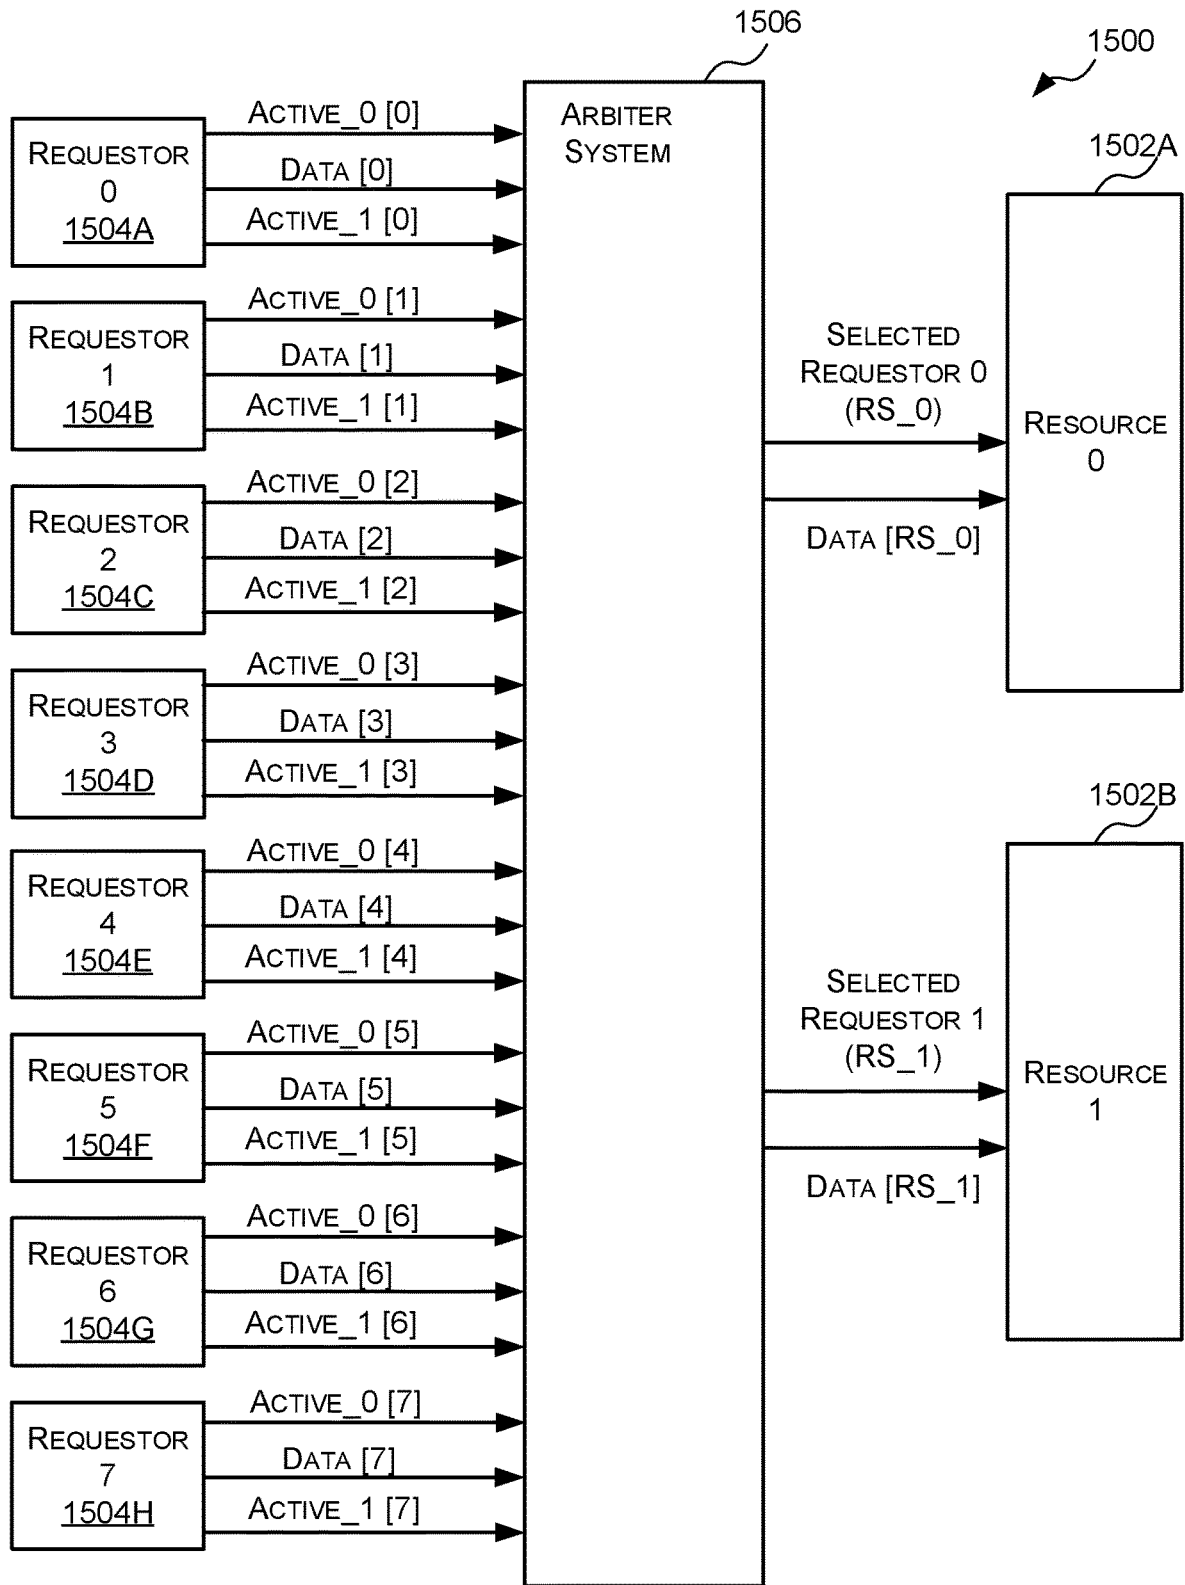 1506
1500
ARBITER
SYSTEM
REQUESTOR
0
1504A
ACTIVE_0 [0]
DATA [0]
ACTIVE_1 [0]
REQUESTOR
1
1504B
ACTIVE_0 [1]
DATA [1]
ACTIVE_1 [1]
REQUESTOR
2
1504C
ACTIVE_0 [2]
DATA [2]
ACTIVE_1 [2]
REQUESTOR
3
1504D
ACTIVE_0 [3]
DATA [3]
ACTIVE_1 [3]
REQUESTOR
4
1504E
ACTIVE_0 [4]
DATA [4]
ACTIVE_1 [4]
REQUESTOR
5
1504F
ACTIVE_0 [5]
DATA [5]
ACTIVE_1 [5]
REQUESTOR
6
1504G
ACTIVE_0 [6]
DATA [6]
ACTIVE_1 [6]
REQUESTOR
7
1504H
ACTIVE_0 [7]
DATA [7]
ACTIVE_1 [7]
SELECTED
REQUESTOR 0
(RS_0)
DATA [RS_0]
1502A
RESOURCE
0
SELECTED
REQUESTOR 1
(RS_1)
DATA [RS_1]
1502B
RESOURCE
1